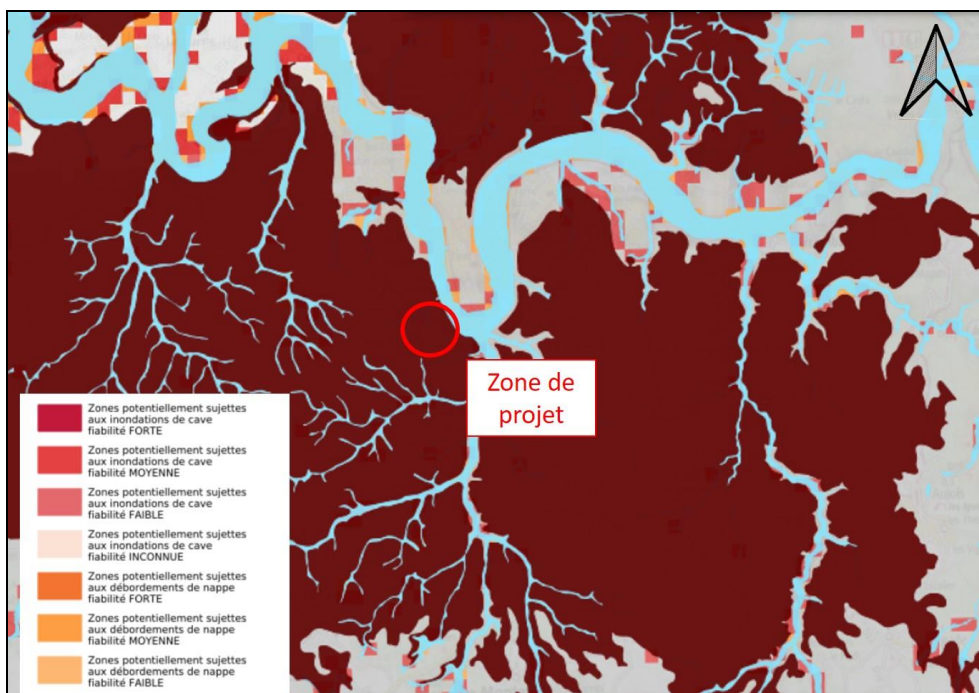 Zone de
projet
Zones potentiellement sujettes
aux inondations de cave
fiabilité FORTE
Zones potentiellement sujettes
aux inondations de cave
fiabilité MOYENNE
Zones potentiellement sujettes
aux inondations de cave
fiabilité FAIBLE
Zones potentiellement sujettes
aux inondations de cave
fiabilité INCONNUE
Zones potentiellement sujettes
aux débordements de nappe
fiabilité FORTE
Zones potentiellement sujettes
aux débordements de nappe
fiabilité MOYENNE
Zones potentiellement sujettes
aux débordements de nappe
fiabilité FAIBLE